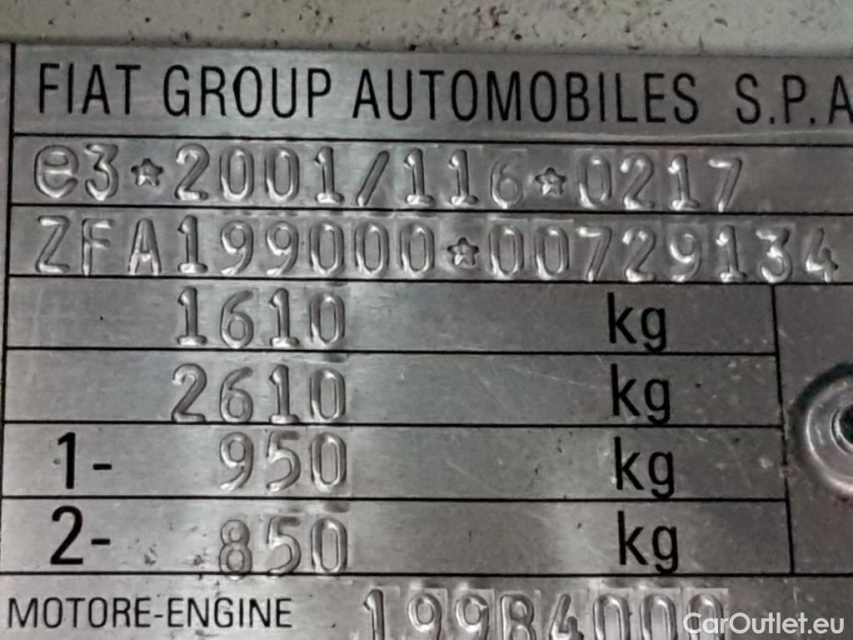 FIAT GROUP AUTOMOBILES S.P.A
e3*2001/116*0217
ZFA199000*00729134
1610 kg
2610 kg
1- 950 kg
2- 850 kg
MOTORE-ENGINE 199B4000
CarOutlet.eu